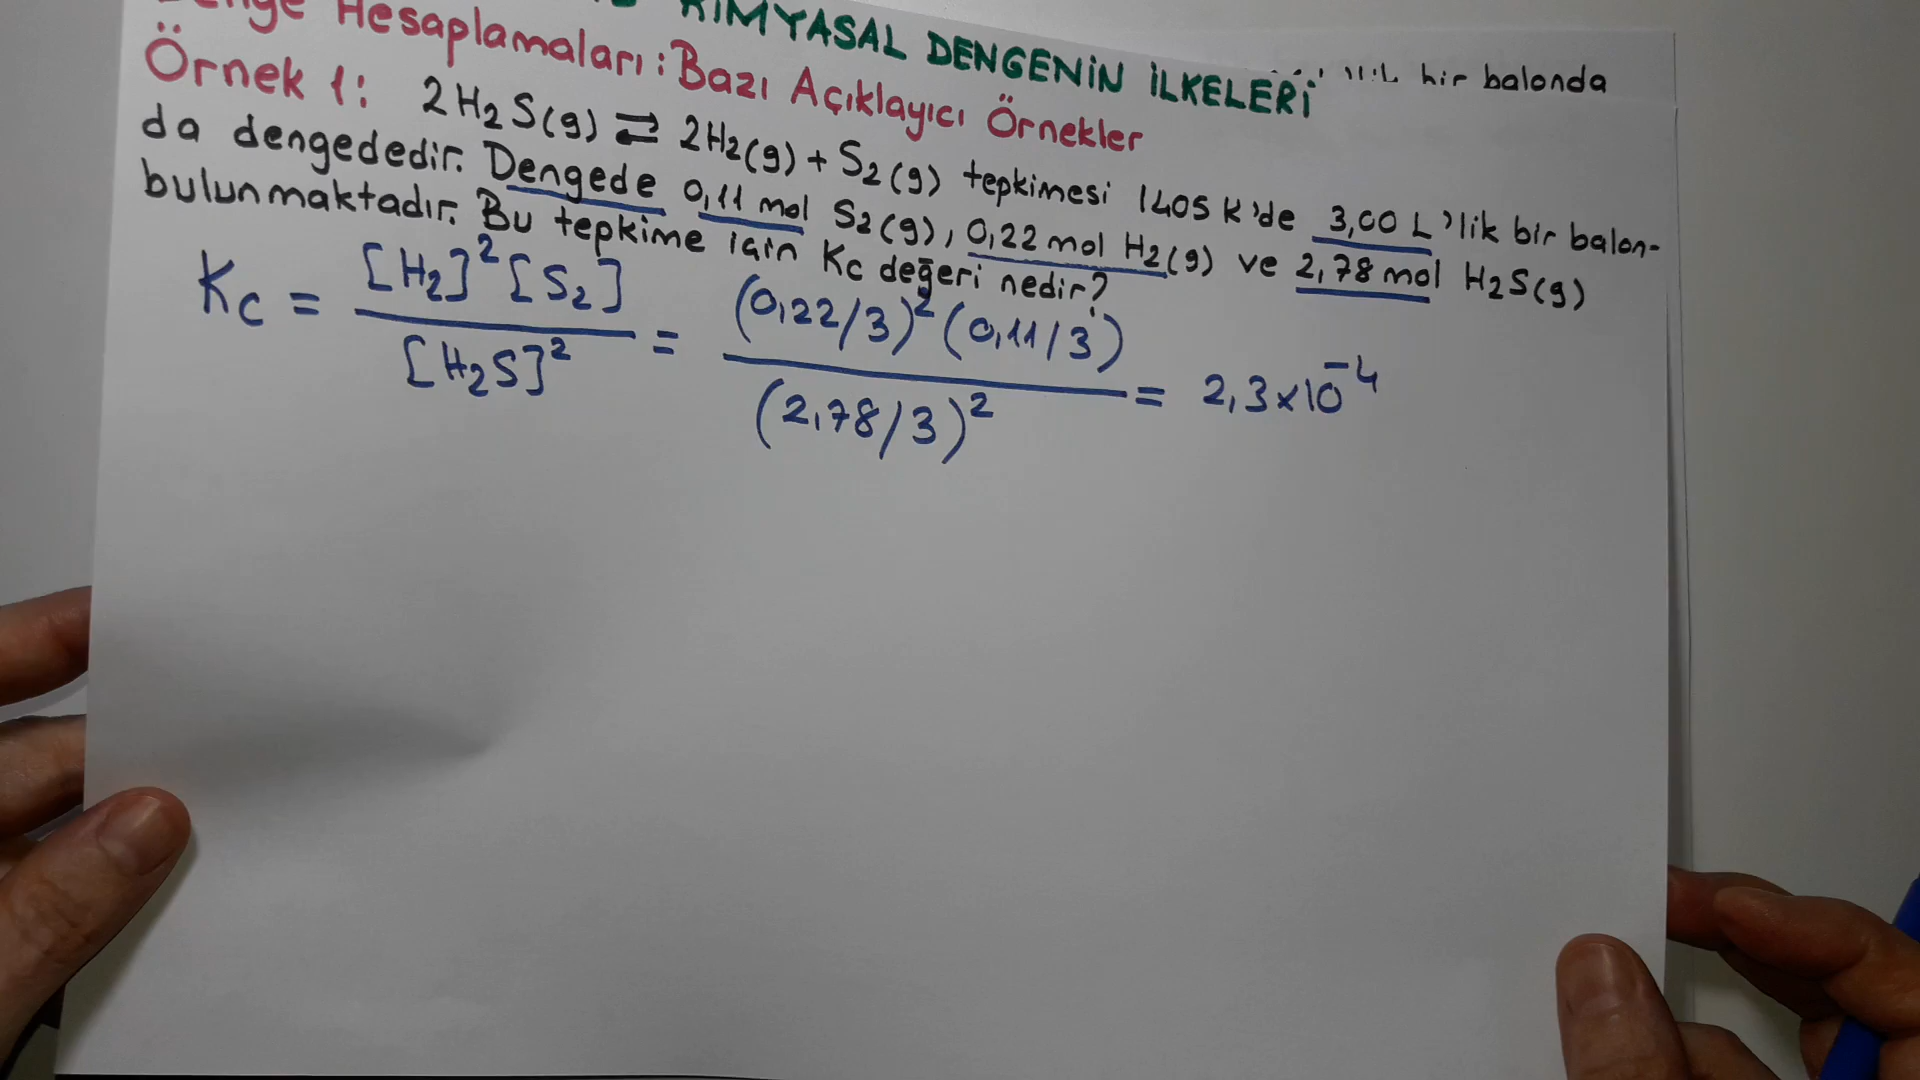 KİMYASAL DENGENİN İLKELERİ
Hesaplamaları: Bazı Açıklayıcı Örnekler
bir balonda
Örnek 1: 2H2S(g) ⇄ 2H2(g) + S2(g) tepkimesi 1405 K'de 3,00 L'lik bir balon-
da dengededir. Dengede 0,11 mol S2(g), 0,22 mol H2(g) ve 2,78 mol H2S(g)
bulunmaktadır. Bu tepkime için Kc değeri nedir?
Kc = [H2]² [S2] / [H2S]² = (0,22/3)² (0,11/3) / (2,78/3)² = 2,3x10⁻⁴